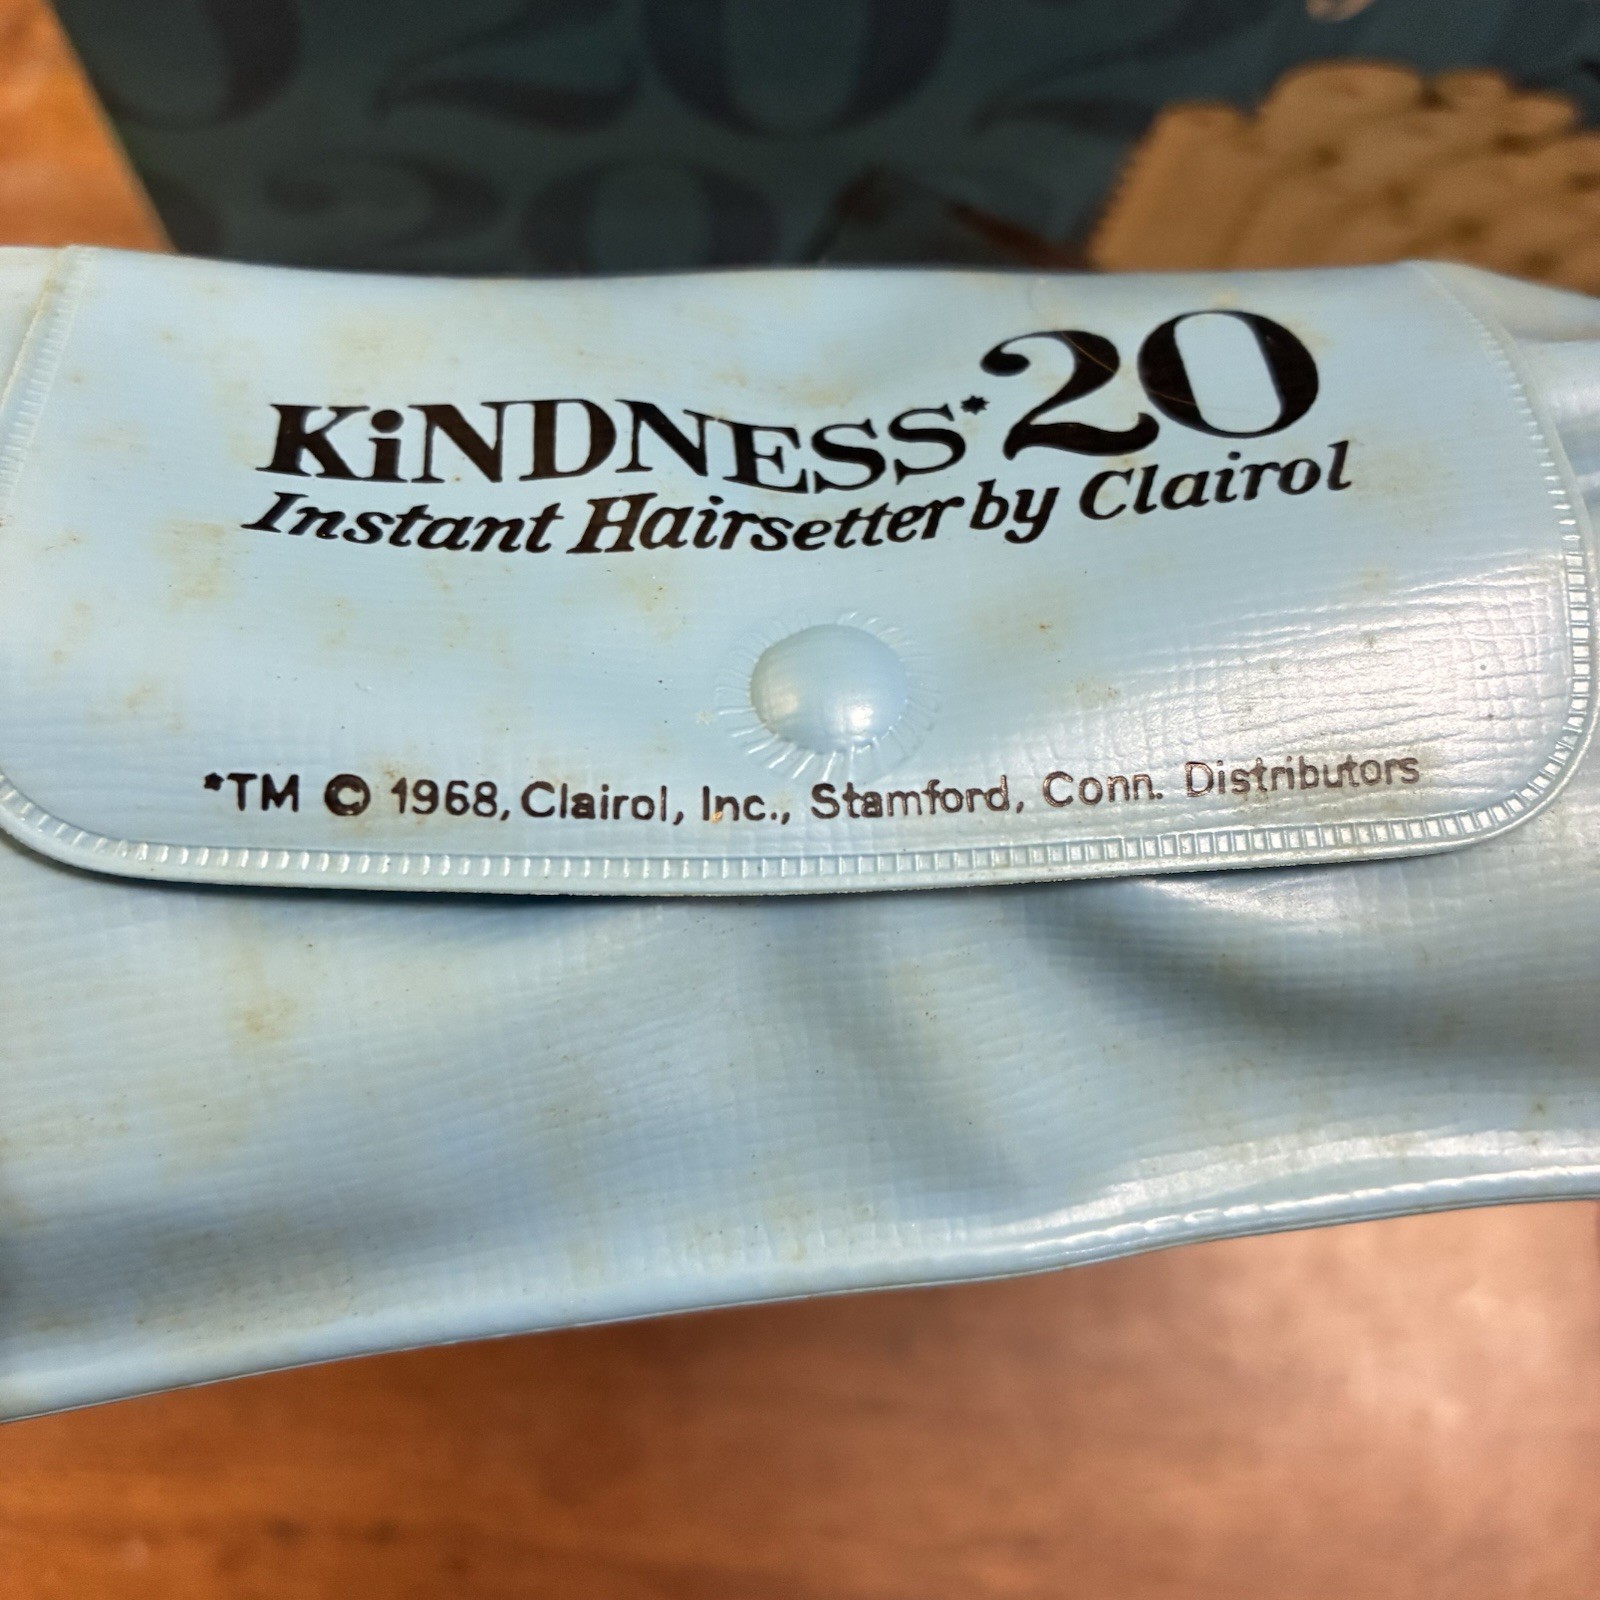 KiNDNESS* 20
Instant Hairsetter by Clairol
*TM © 1968, Clairol, Inc., Stamford, Conn. Distributors